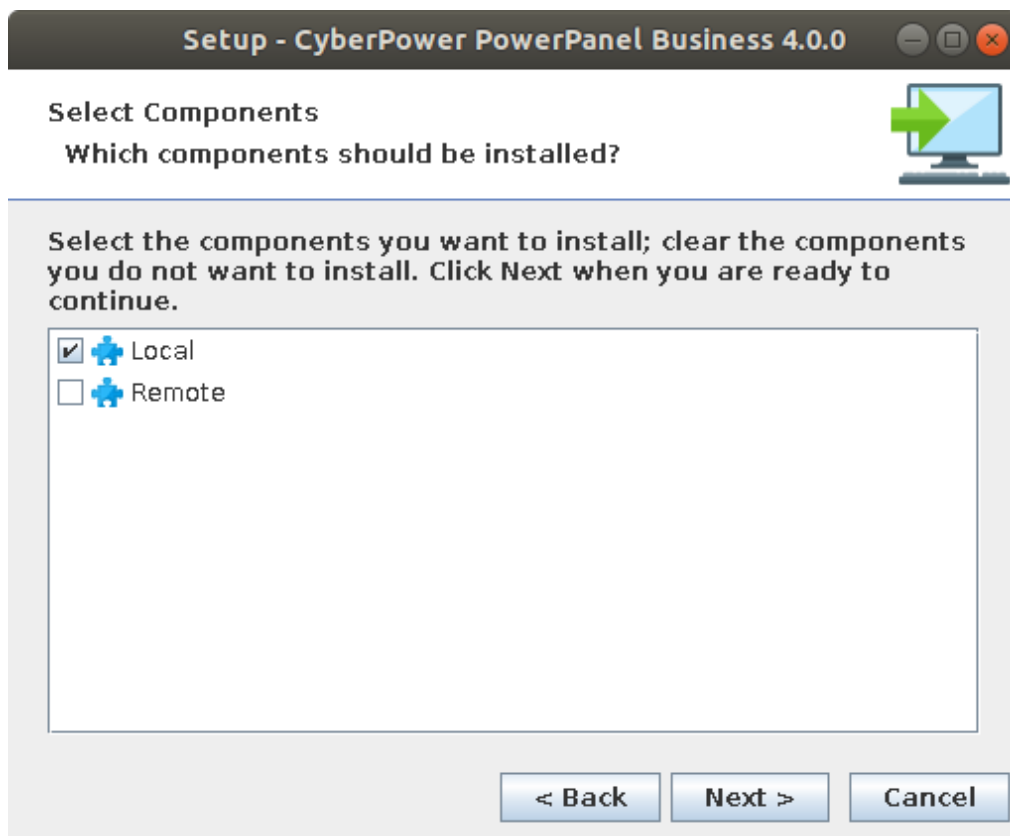 Setup - CyberPower PowerPanel Business 4.0.0
Select Components
Which components should be installed?
Select the components you want to install; clear the components
you do not want to install. Click Next when you are ready to
continue.
Local
Remote
< Back
Next >
Cancel